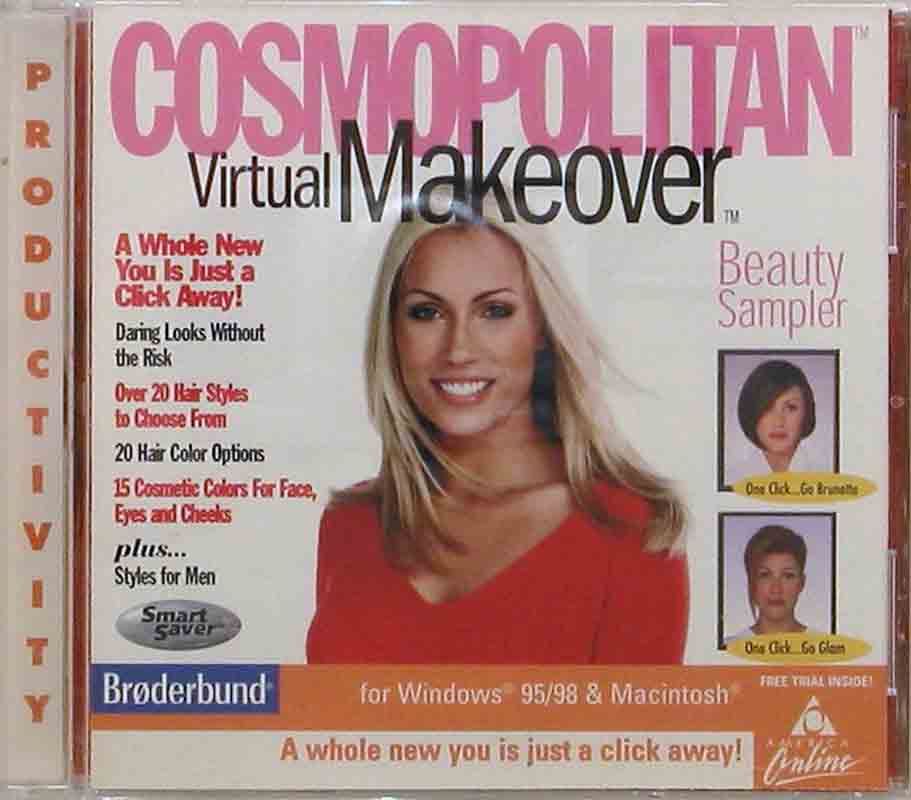 PRODUCTIVITY
COSMOPOLITAN™
Virtual Makeover™
A Whole New
You Is Just a
Click Away!
Daring Looks Without
the Risk
Over 20 Hair Styles
to Choose From
20 Hair Color Options
15 Cosmetic Colors For Face,
Eyes and Cheeks
plus...
Styles for Men
Smart
Saver™
Beauty
Sampler
One Click...Go Brunette
One Click...Go Glam
Brøderbund®
for Windows® 95/98 & Macintosh®
FREE TRIAL INSIDE!
AMERICA
Online
A whole new you is just a click away!